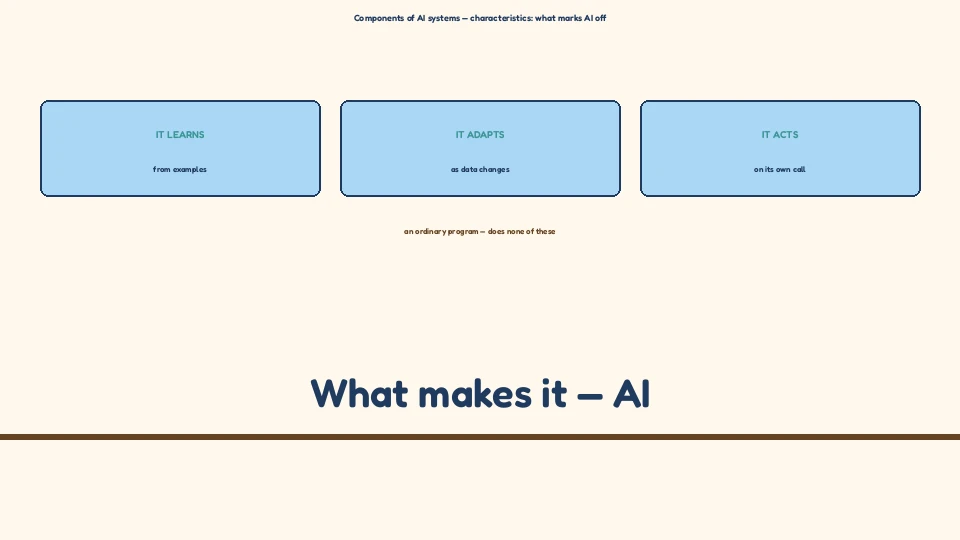 Components of AI systems — characteristics: what marks AI off
IT LEARNS
from examples
IT ADAPTS
as data changes
IT ACTS
on its own call
an ordinary program — does none of these
What makes it — AI